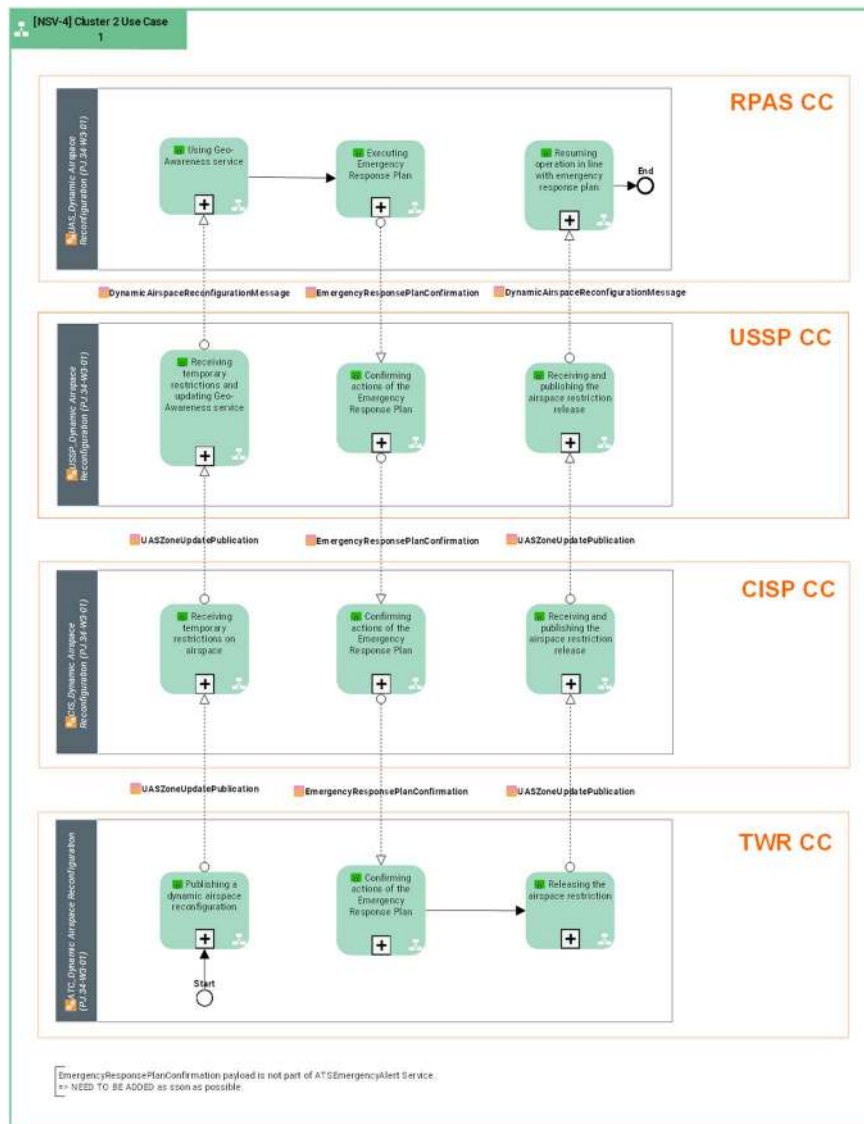 [NSV-4] Cluster 2 Use Case
1
RPAS CC
UAS_Dynamic Airspace
Reconfiguration (PJ.34-W3-01)
Using Geo-
Awareness service
Executing
Emergency
Response Plan
Resuming
operation in line
with emergency
response plan
End
DynamicAirspaceReconfigurationMessage
EmergencyResponsePlanConfirmation
DynamicAirspaceReconfigurationMessage
USSP CC
USSP_Dynamic Airspace
Reconfiguration (PJ.34-W3-01)
Receiving
temporary
restrictions and
updating Geo-
Awareness service
Confirming
actions of the
Emergency
Response Plan
Receiving and
publishing the
airspace restriction
release
UASZoneUpdatePublication
EmergencyResponsePlanConfirmation
UASZoneUpdatePublication
CISP CC
CIS_Dynamic Airspace
Reconfiguration (PJ.34-W3-01)
Receiving
temporary
restrictions on
airspace
Confirming
actions of the
Emergency
Response Plan
Receiving and
publishing the
airspace restriction
release
UASZoneUpdatePublication
EmergencyResponsePlanConfirmation
UASZoneUpdatePublication
TWR CC
ATC_Dynamic Airspace Reconfiguration
(PJ.34-W3-01)
Publishing a
dynamic airspace
reconfiguration
Confirming
actions of the
Emergency
Response Plan
Releasing the
airspace restriction
Start
EmergencyResponsePlanConfirmation payload is not part of ATSEmergencyAlert Service.
=> NEED TO BE ADDED as sson as possible